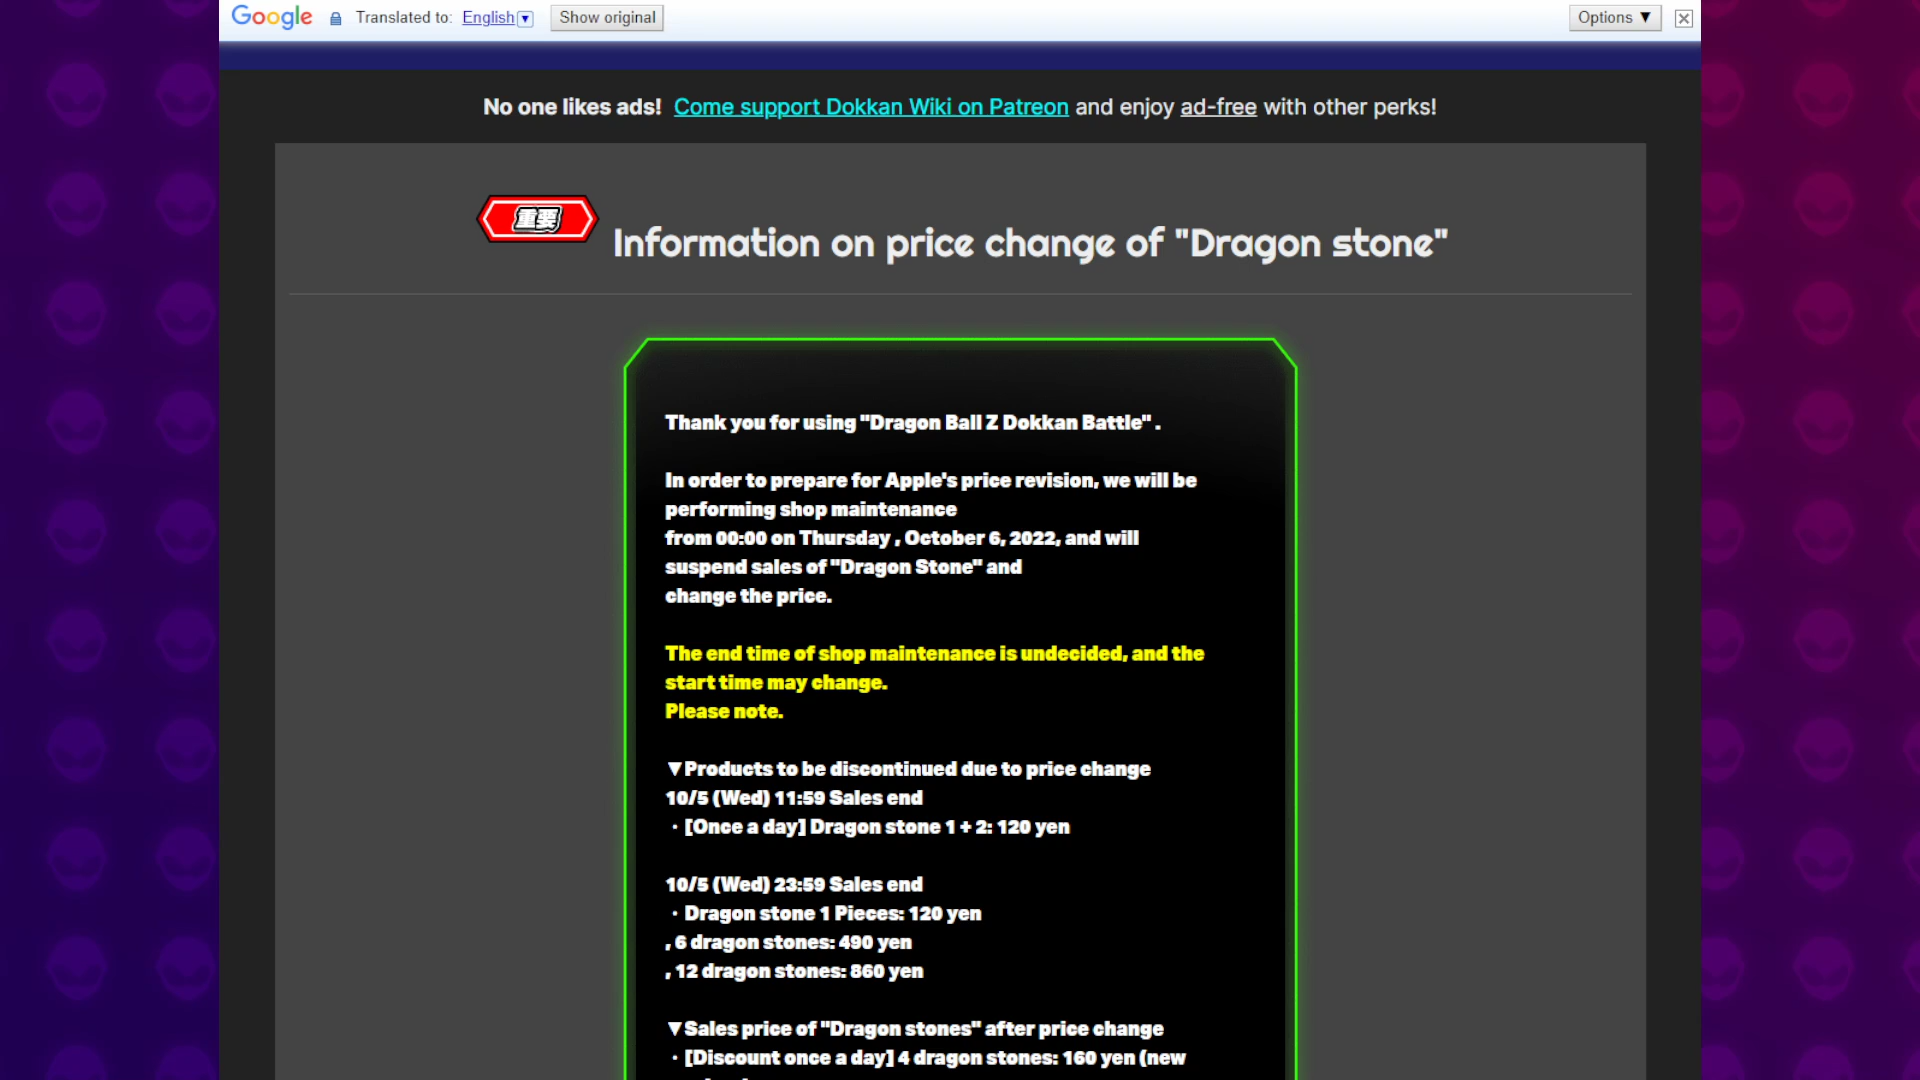 Google Translated to: English ▼ Show original Options ▼
No one likes ads! Come support Dokkan Wiki on Patreon and enjoy ad-free with other perks!
重要 Information on price change of "Dragon stone"
Thank you for using "Dragon Ball Z Dokkan Battle" .
In order to prepare for Apple's price revision, we will be
performing shop maintenance
from 00:00 on Thursday , October 6, 2022, and will
suspend sales of "Dragon Stone" and
change the price.
The end time of shop maintenance is undecided, and the
start time may change.
Please note.
▼Products to be discontinued due to price change
10/5 (Wed) 11:59 Sales end
・[Once a day] Dragon stone 1 + 2: 120 yen
10/5 (Wed) 23:59 Sales end
・Dragon stone 1 Pieces: 120 yen
, 6 dragon stones: 490 yen
, 12 dragon stones: 860 yen
▼Sales price of "Dragon stones" after price change
・[Discount once a day] 4 dragon stones: 160 yen (new